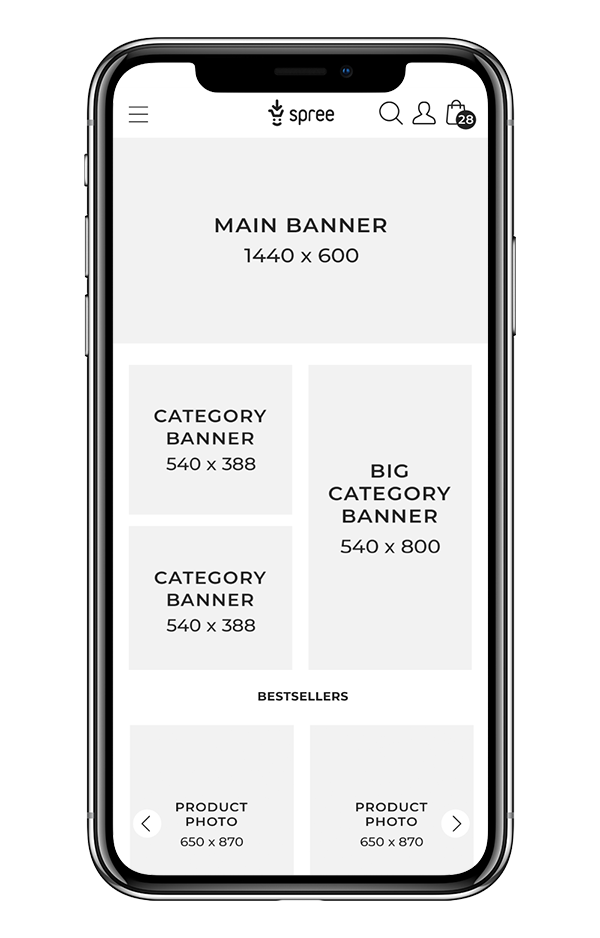 spree
28
MAIN BANNER
1440 x 600
CATEGORY
BANNER
540 x 388
BIG
CATEGORY
BANNER
540 x 800
CATEGORY
BANNER
540 x 388
BESTSELLERS
PRODUCT
PHOTO
650 x 870
PRODUCT
PHOTO
650 x 870